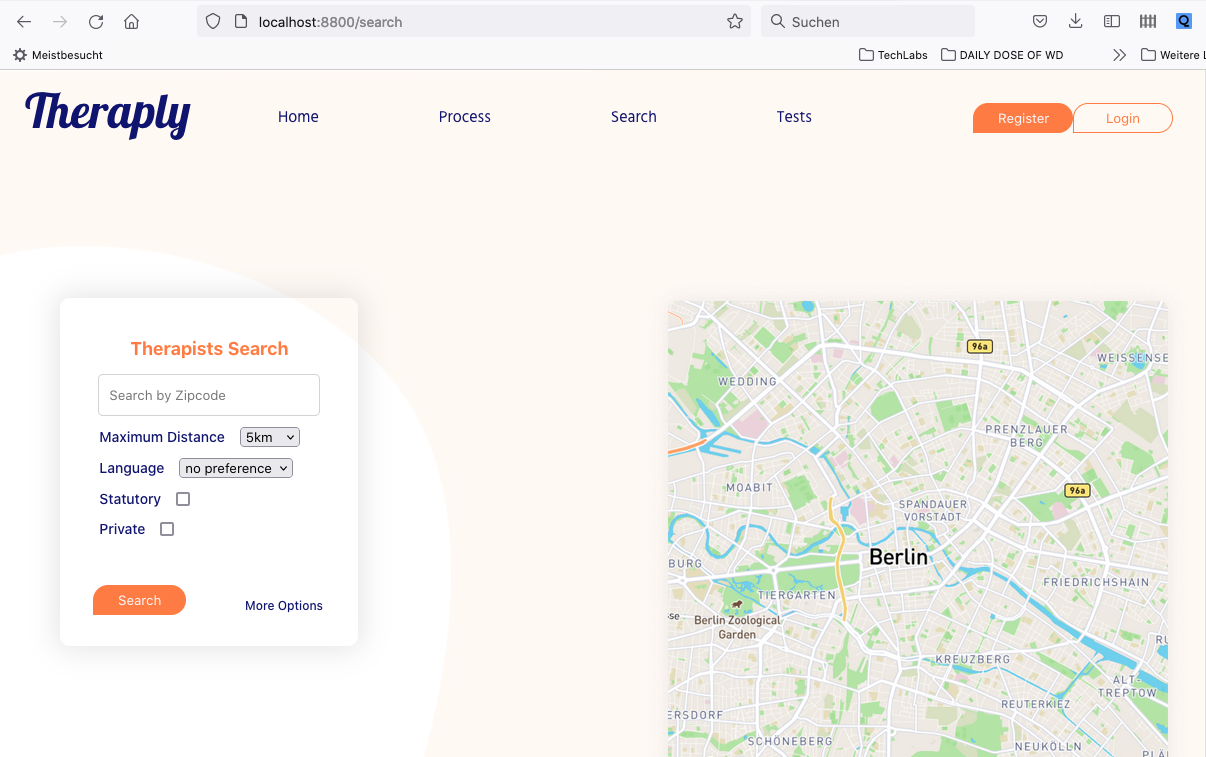 localhost:8800/search
Suchen
Meistbesucht
TechLabs
DAILY DOSE OF WD
Weitere L
Theraply
Home
Process
Search
Tests
Register
Login
Therapists Search
Search by Zipcode
Maximum Distance 5km
Language no preference
Statutory
Private
Search
More Options
96a
WEISSENSE
WEDDING
PRENZLAUER
BERG
MOABIT
96a
SPANDAUER
VORSTADT
Berlin
BURG
FRIEDRICHSHAIN
TIERGARTEN
sse
Berlin Zoological
Garden
RU
KREUZBERG
ALT-
TREPTOW
REUTERKIEZ
ERSDORF
SCHÖNEBERG
NEUKÖLLN
PLÄ